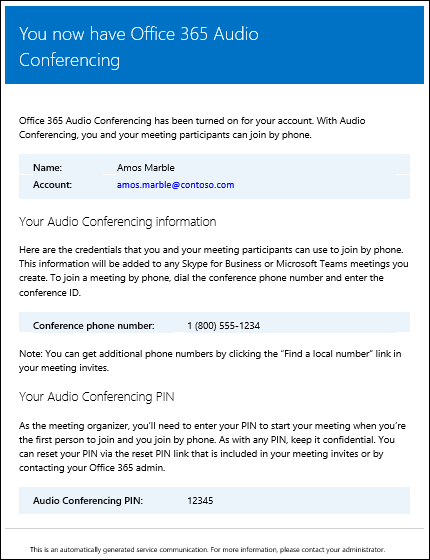 You now have Office 365 Audio
Conferencing
Office 365 Audio Conferencing has been turned on for your account. With Audio
Conferencing, you and your meeting participants can join by phone.
Name: Amos Marble
Account: amos.marble@contoso.com
Your Audio Conferencing information
Here are the credentials that you and your meeting participants can use to join by phone.
This information will be added to any Skype for Business or Microsoft Teams meetings you
create. To join a meeting by phone, dial the conference phone number and enter the
conference ID.
Conference phone number: 1 (800) 555-1234
Note: You can get additional phone numbers by clicking the “Find a local number” link in
your meeting invites.
Your Audio Conferencing PIN
As the meeting organizer, you’ll need to enter your PIN to start your meeting when you’re
the first person to join and you join by phone. As with any PIN, keep it confidential. You
can reset your PIN via the reset PIN link that is included in your meeting invites or by
contacting your Office 365 admin.
Audio Conferencing PIN: 12345
This is an automatically generated service communication. For more information, please contact your administrator.